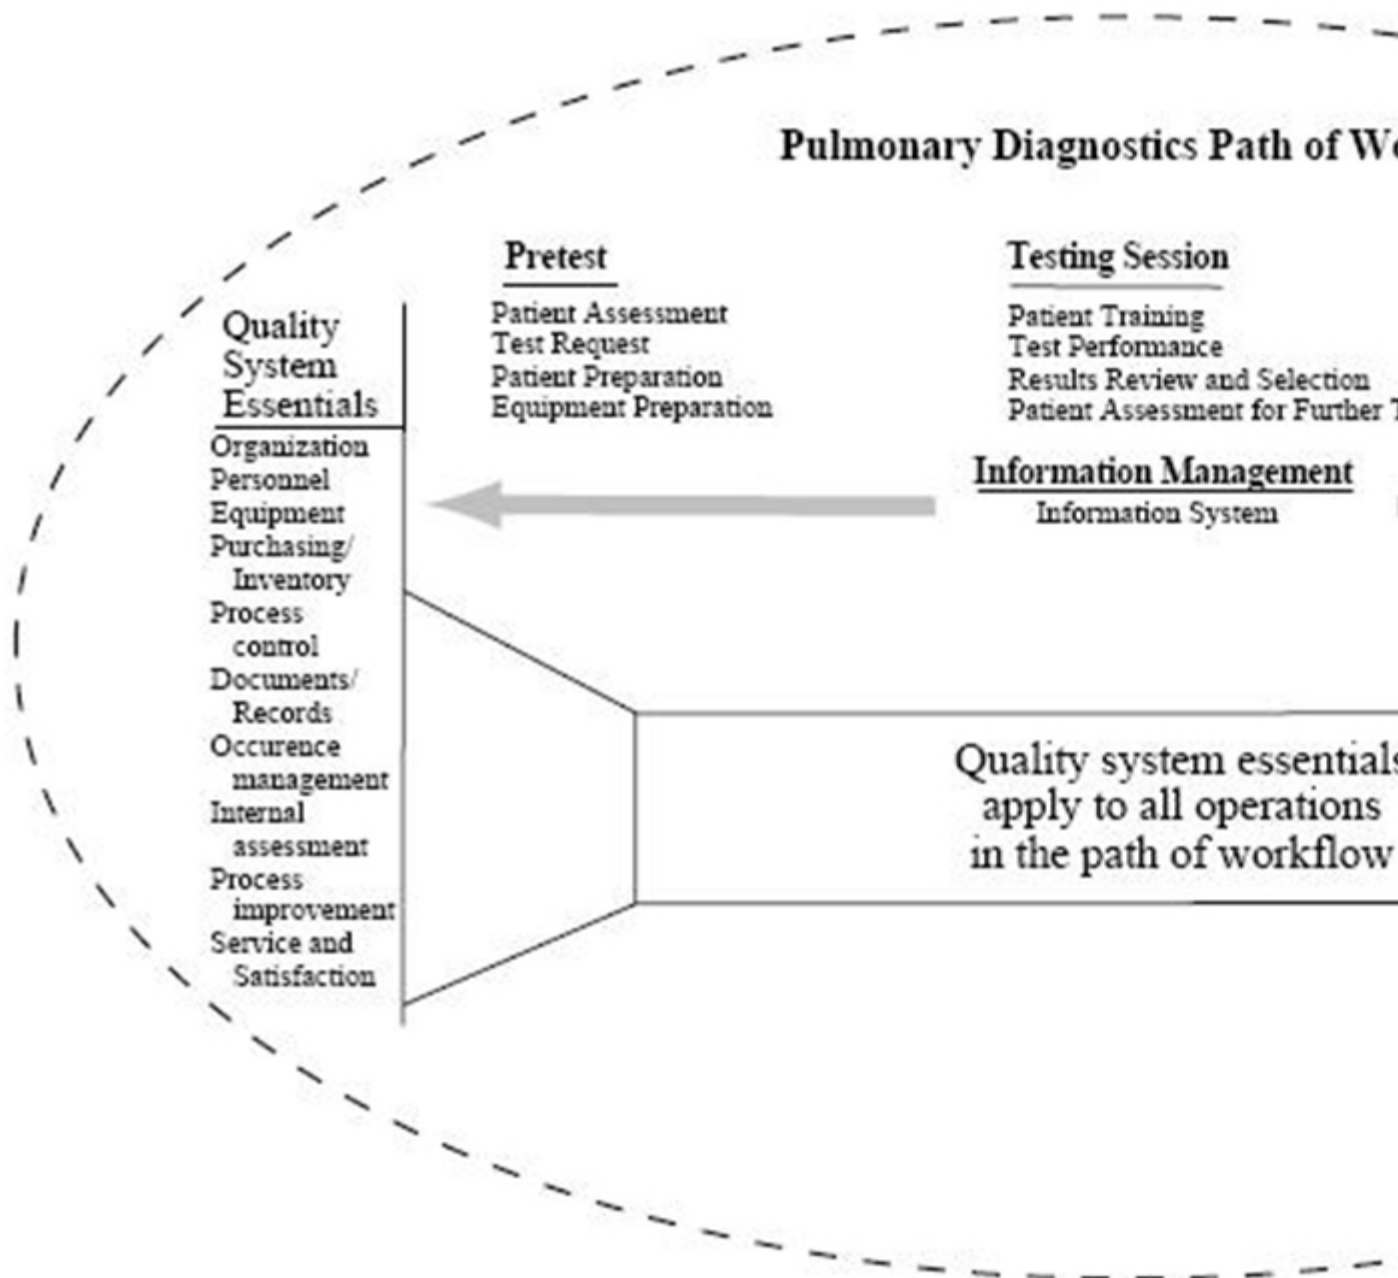 Pulmonary Diagnostics Path of
Pretest
Patient Assessment
Test Request
Patient Preparation
Equipment Preparation
Testing Session
Patient Training
Test Performance
Results Review and Selection
Patient Assessment for Further
Information Management
Information System
Quality
System
Essentials
Organization
Personnel
Equipment
Purchasing/
Inventory
Process
control
Documents/
Records
Occurence
management
Internal
assessment
Process
improvement
Service and
Satisfaction
Quality system essentials
apply to all operations
in the path of workflow